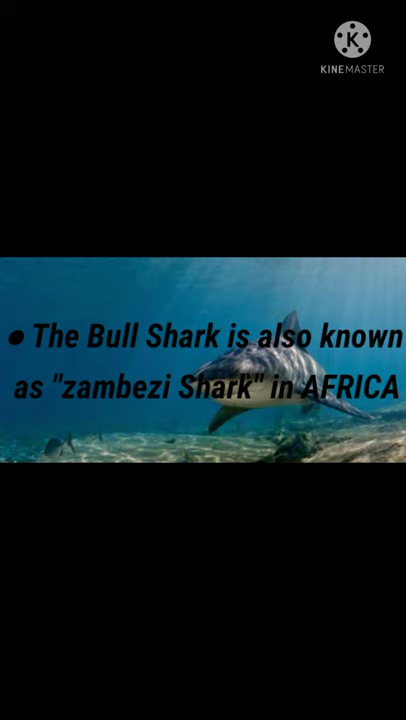 KINEMASTER
● The Bull Shark is also known
as "zambezi Shark" in AFRICA